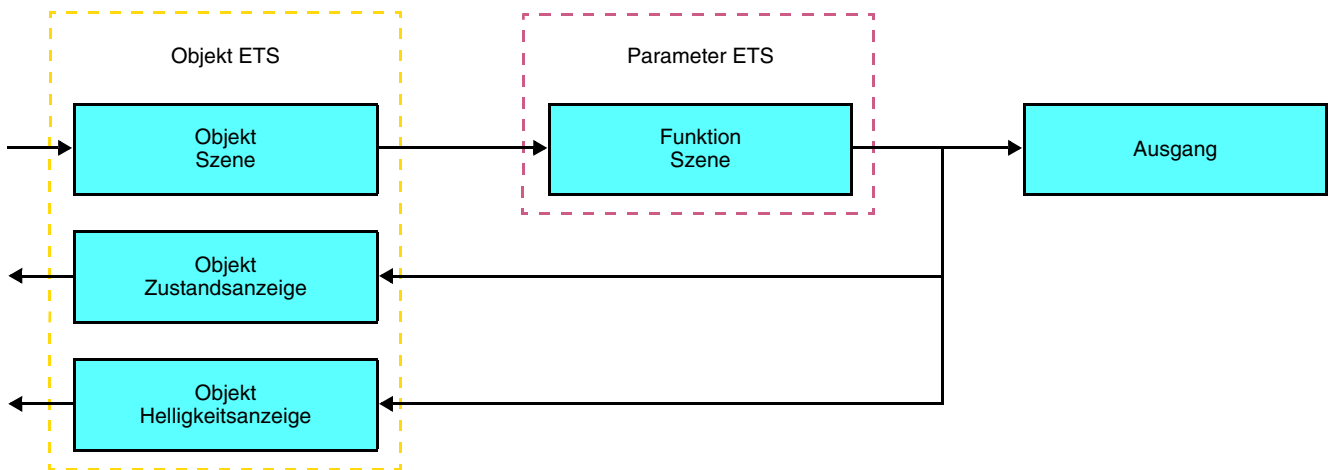 Objekt ETS
Parameter ETS
Objekt
Szene
Funktion
Szene
Ausgang
Objekt
Zustandsanzeige
Objekt
Helligkeitsanzeige